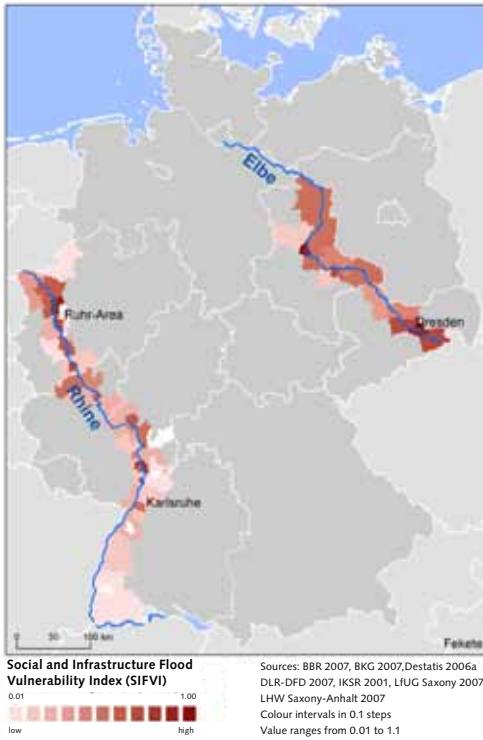 Elbe
Ruhr-Area
Dresden
Rhine
Karlsruhe
0 50 100 km
Fekete
Social and Infrastructure Flood
Vulnerability Index (SIFVI)
0.01 1.00
low high
Sources: BBR 2007, BKG 2007,Destatis 2006a
DLR-DFD 2007, IKSR 2001, LfUG Saxony 2007
LHW Saxony-Anhalt 2007
Colour intervals in 0.1 steps
Value ranges from 0.01 to 1.1